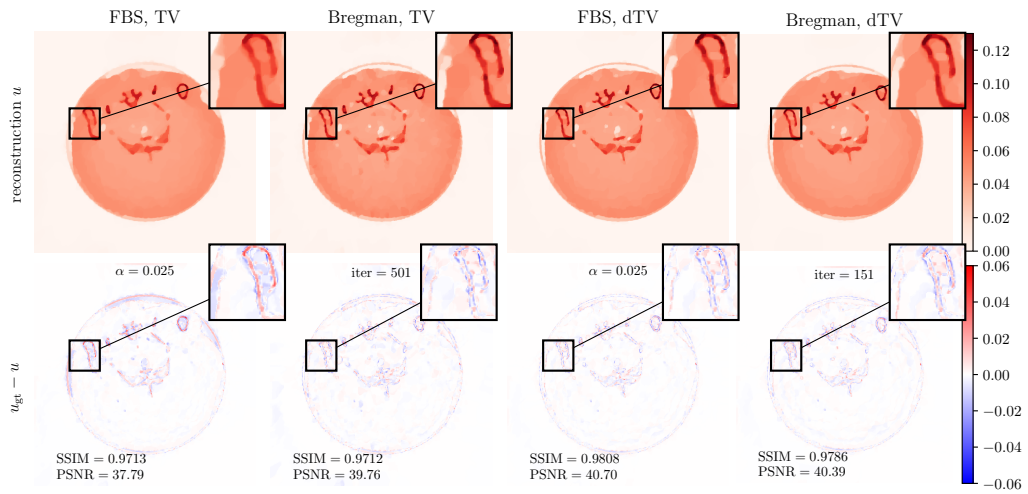 FBS, TV
Bregman, TV
FBS, dTV
Bregman, dTV
reconstruction u
0.12
0.10
0.08
0.06
0.04
0.02
0.00
α = 0.025
iter = 501
α = 0.025
iter = 151
u_gt − u
0.06
0.04
0.02
0.00
−0.02
−0.04
−0.06
SSIM = 0.9713
PSNR = 37.79
SSIM = 0.9712
PSNR = 39.76
SSIM = 0.9808
PSNR = 40.70
SSIM = 0.9786
PSNR = 40.39